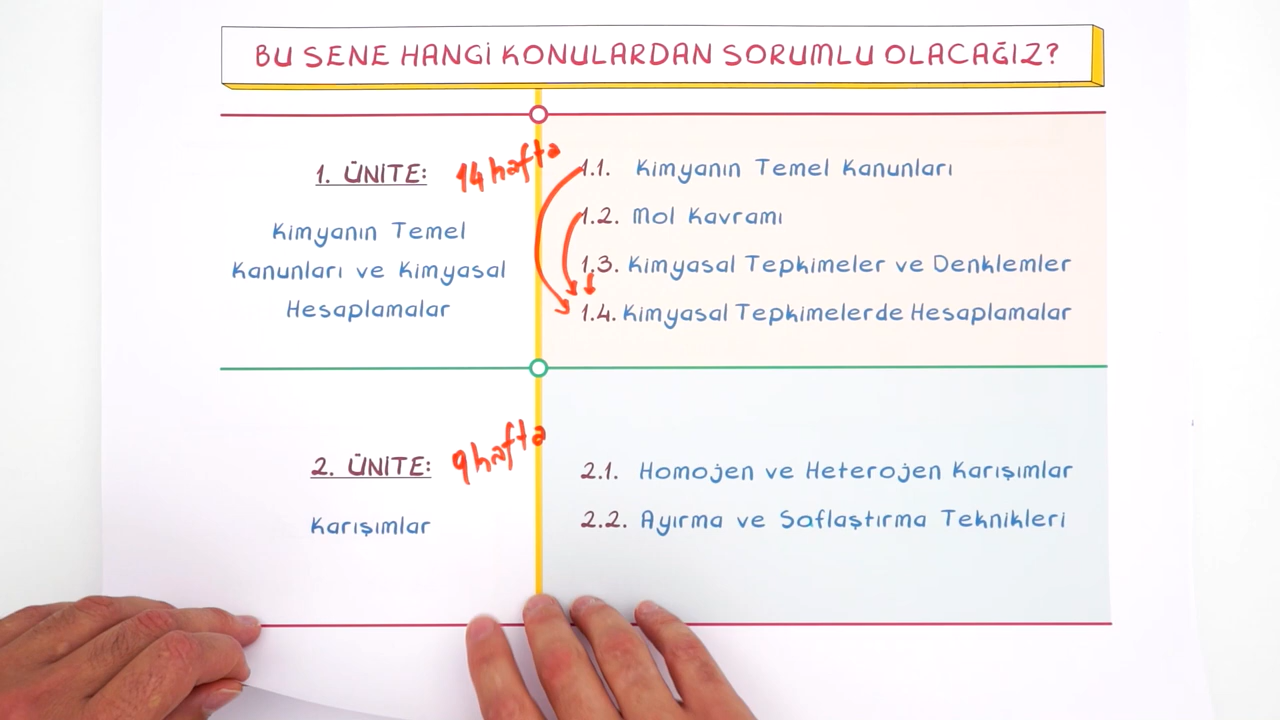 BU SENE HANGİ KONULARDAN SORUMLU OLACAĞIZ?
1. ÜNİTE: 14 hafta
Kimyanın Temel
Kanunları ve Kimyasal
Hesaplamalar
1.1. Kimyanın Temel Kanunları
1.2. Mol Kavramı
1.3. Kimyasal Tepkimeler ve Denklemler
1.4. Kimyasal Tepkimelerde Hesaplamalar
2. ÜNİTE: 9 hafta
Karışımlar
2.1. Homojen ve Heterojen Karışımlar
2.2. Ayırma ve Saflaştırma Teknikleri